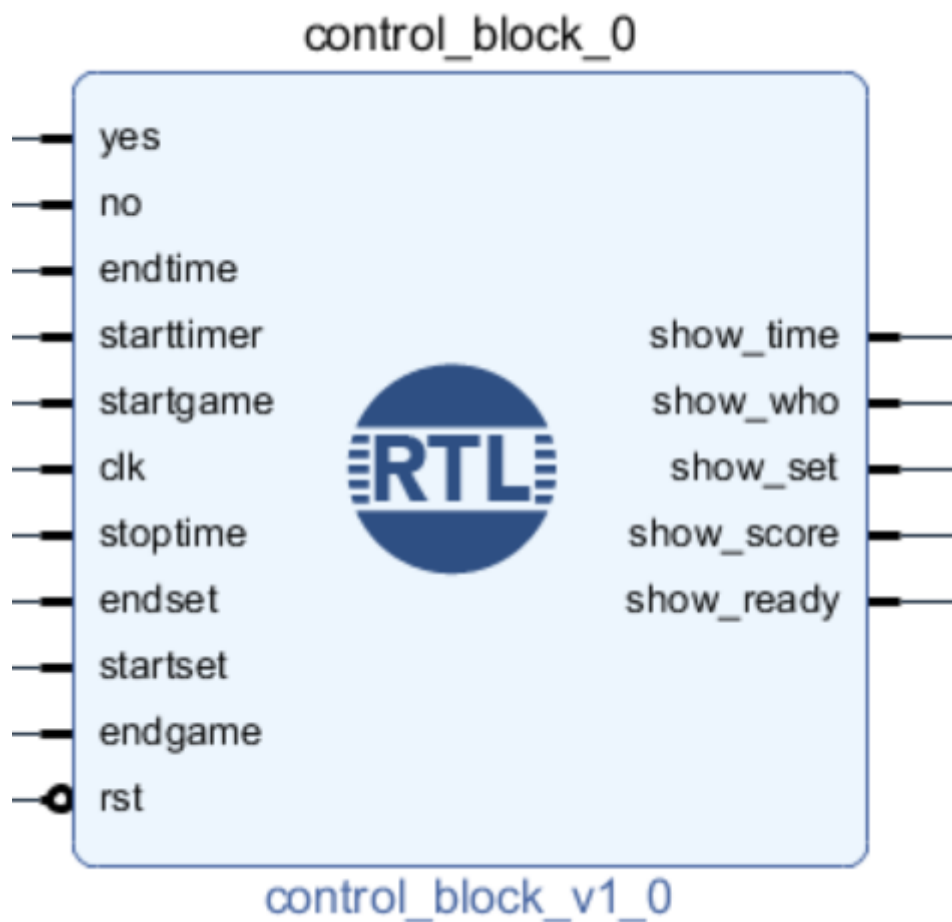 control_block_0
yes
no
endtime
starttimer
startgame
clk
stoptime
endset
startset
endgame
rst
RTL
show_time
show_who
show_set
show_score
show_ready
control_block_v1_0